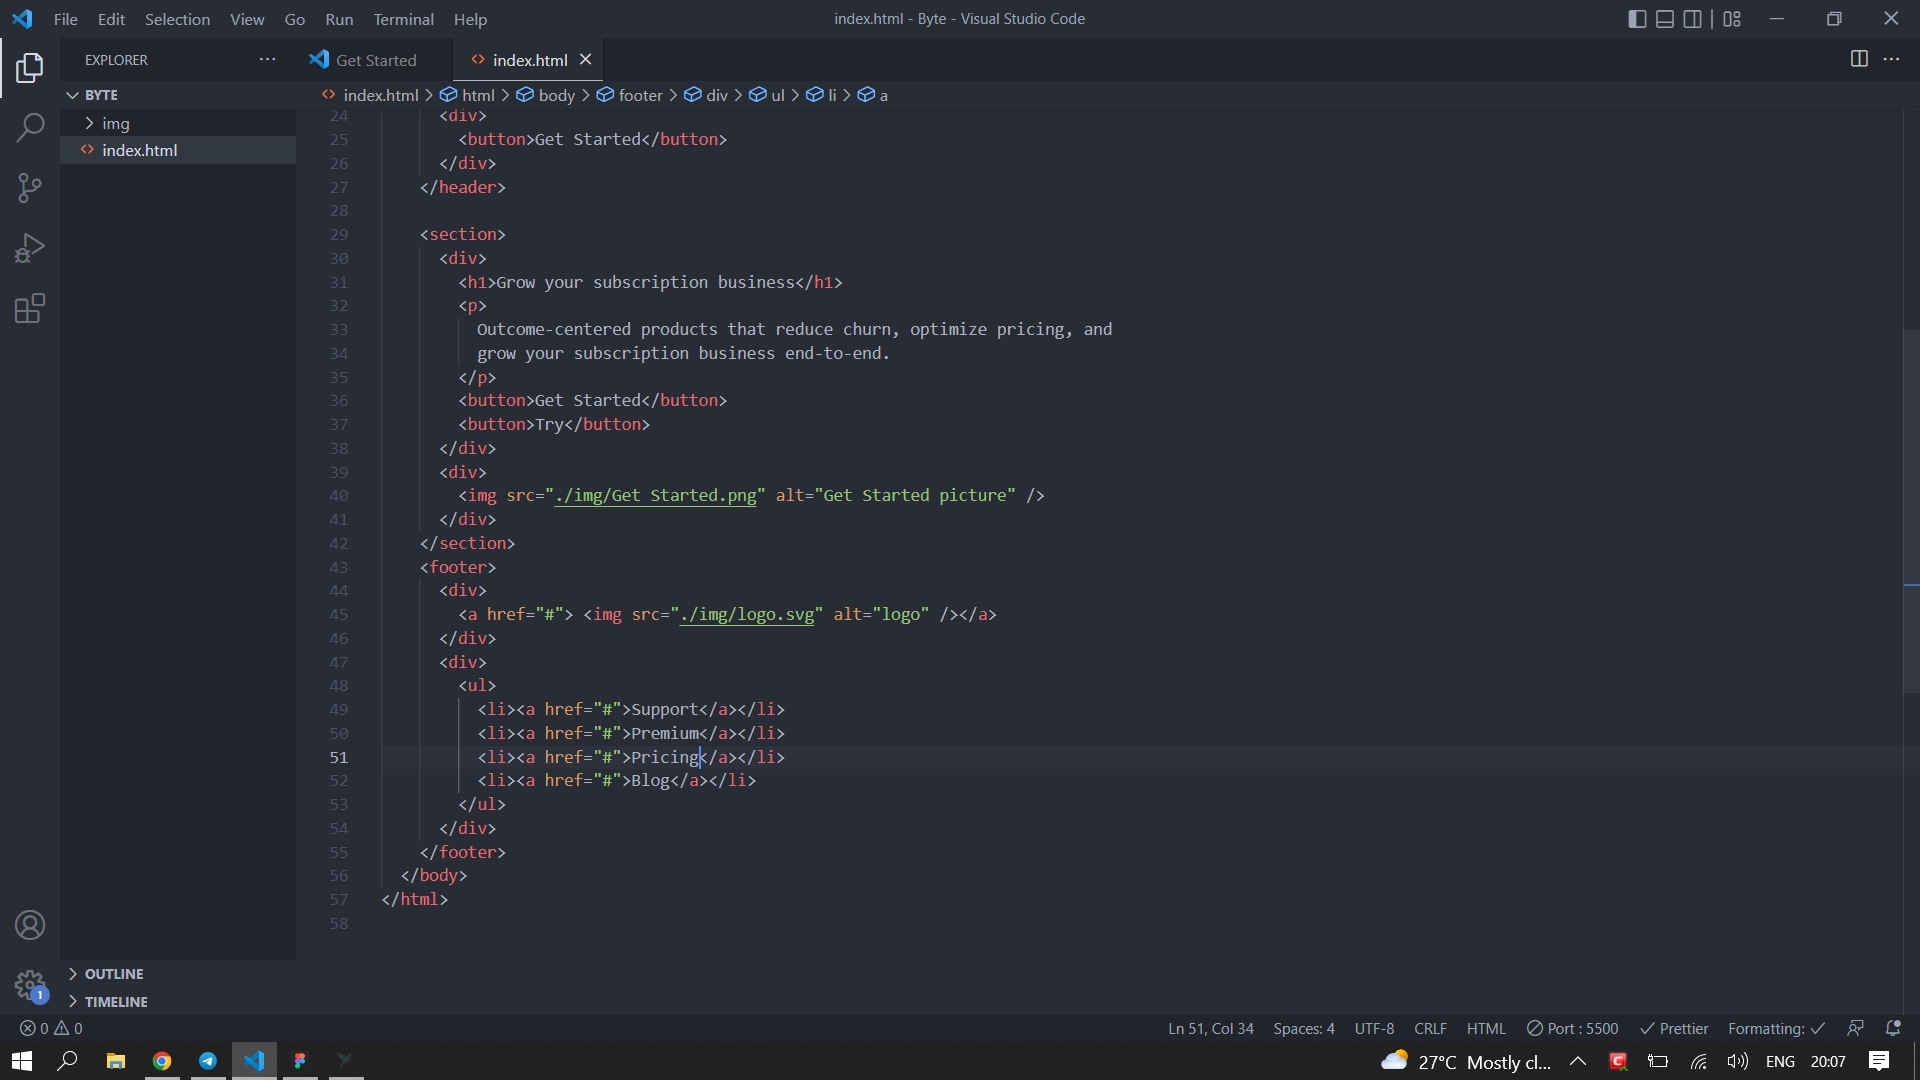 File Edit Selection View Go Run Terminal Help
index.html - Byte - Visual Studio Code
EXPLORER
Get Started
index.html
BYTE
index.html > html > body > footer > div > ul > li > a
img
index.html
24 <div>
25 <button>Get Started</button>
26 </div>
27 </header>
28
29 <section>
30 <div>
31 <h1>Grow your subscription business</h1>
32 <p>
33 Outcome-centered products that reduce churn, optimize pricing, and
34 grow your subscription business end-to-end.
35 </p>
36 <button>Get Started</button>
37 <button>Try</button>
38 </div>
39 <div>
40 <img src="./img/Get Started.png" alt="Get Started picture" />
41 </div>
42 </section>
43 <footer>
44 <div>
45 <a href="#"> <img src="./img/logo.svg" alt="logo" /></a>
46 </div>
47 <div>
48 <ul>
49 <li><a href="#">Support</a></li>
50 <li><a href="#">Premium</a></li>
51 <li><a href="#">Pricing</a></li>
52 <li><a href="#">Blog</a></li>
53 </ul>
54 </div>
55 </footer>
56 </body>
57 </html>
58
OUTLINE
1
TIMELINE
0 0
Ln 51, Col 34 Spaces: 4 UTF-8 CRLF HTML Port : 5500 Prettier Formatting:
27°C Mostly cl... ENG 20:07